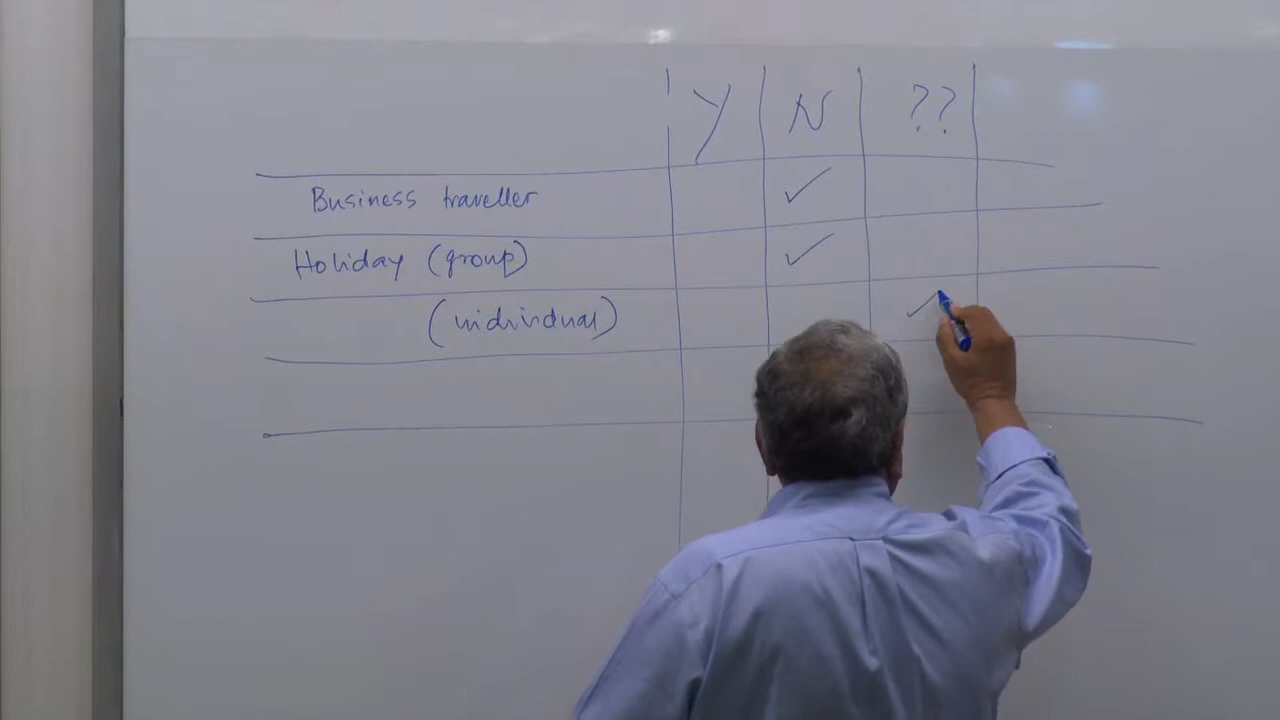 Y N ??
Business traveller ✓
Holiday (group) ✓
(individual) ✓